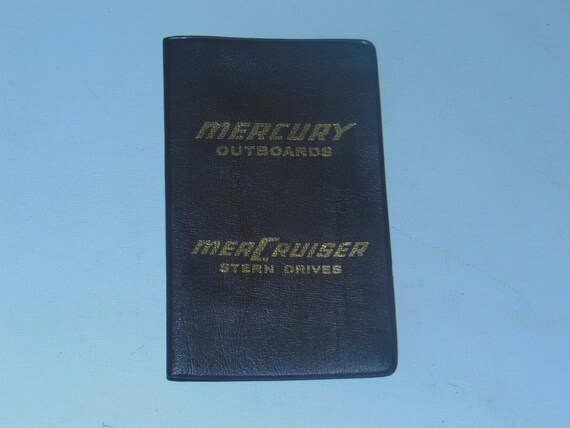 MERCURY
OUTBOARDS
MERCRUISER
STERN DRIVES